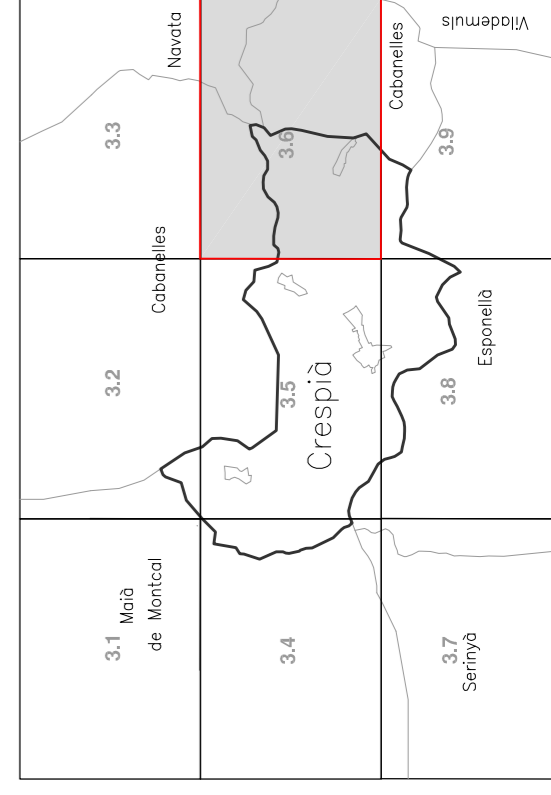 3.1
Maià
de Montcal
3.2
Cabanelles
3.3
Navata
3.4
3.5
Crespià
3.6
Cabanelles
3.7
Serinyà
3.8
Esponellà
3.9
Vilademuls